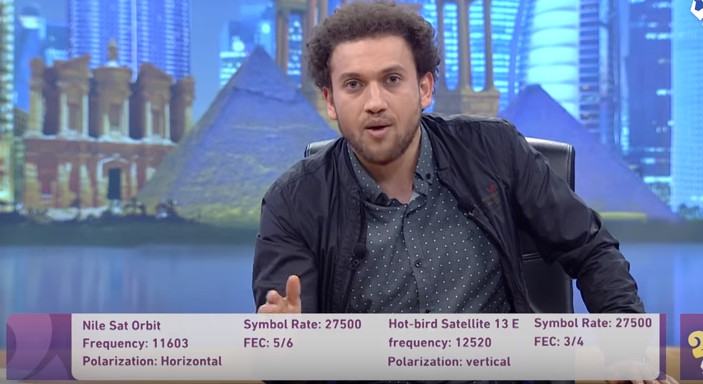 Nile Sat Orbit
Frequency: 11603
Polarization: Horizontal
Symbol Rate: 27500
FEC: 5/6
Hot-bird Satellite 13 E
frequency: 12520
Polarization: vertical
Symbol Rate: 27500
FEC: 3/4